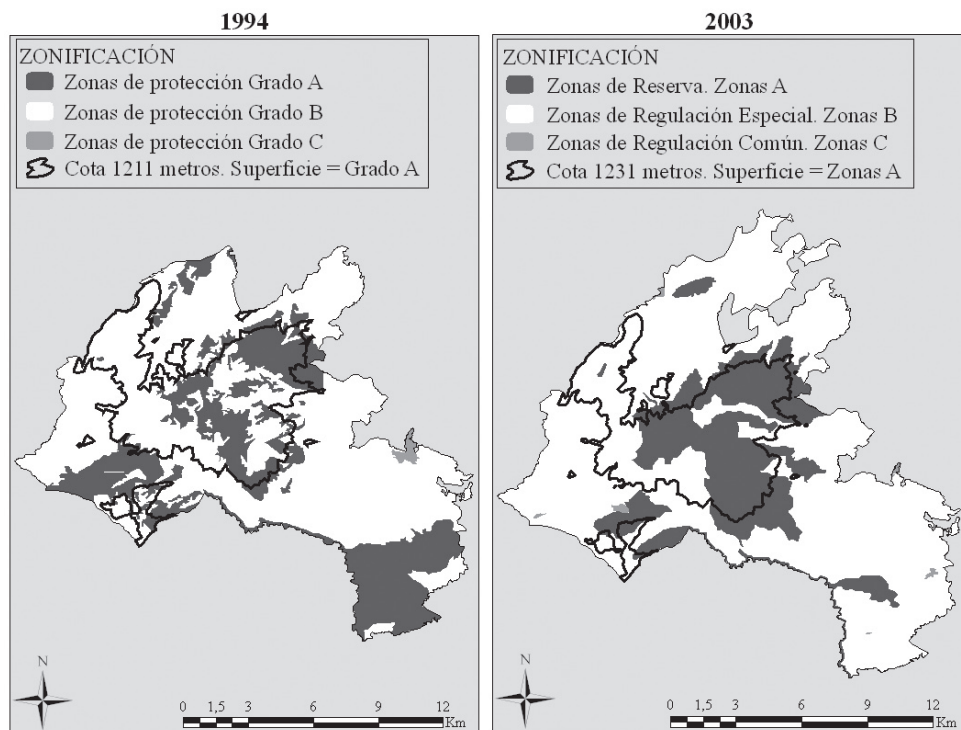 1994
ZONIFICACIÓN
Zonas de protección Grado A
Zonas de protección Grado B
Zonas de protección Grado C
Cota 1211 metros. Superficie = Grado A
N
0 1,5 3 6 9 12
Km
2003
ZONIFICACIÓN
Zonas de Reserva. Zonas A
Zonas de Regulación Especial. Zonas B
Zonas de Regulación Común. Zonas C
Cota 1231 metros. Superficie = Zonas A
N
0 1,5 3 6 9 12
Km